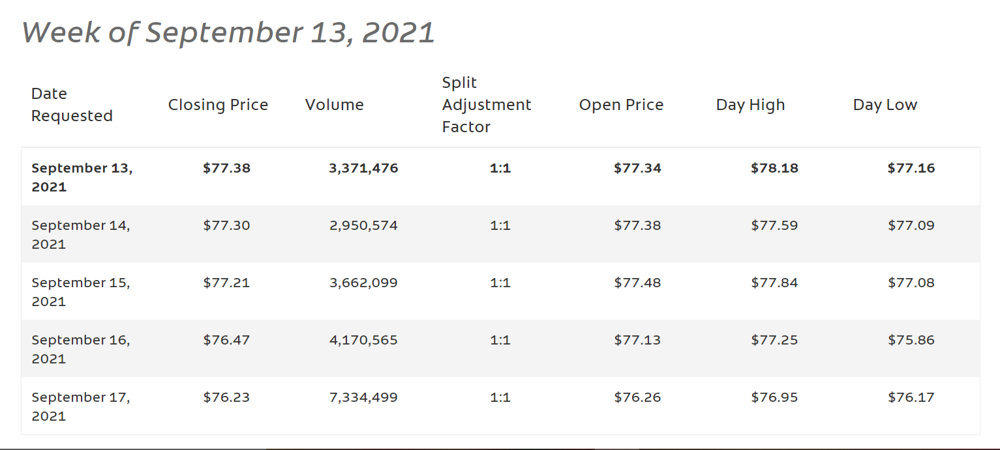 Week of September 13, 2021
Date Requested Closing Price Volume Split Adjustment Factor Open Price Day High Day Low
September 13, 2021 $77.38 3,371,476 1:1 $77.34 $78.18 $77.16
September 14, 2021 $77.30 2,950,574 1:1 $77.38 $77.59 $77.09
September 15, 2021 $77.21 3,662,099 1:1 $77.48 $77.84 $77.08
September 16, 2021 $76.47 4,170,565 1:1 $77.13 $77.25 $75.86
September 17, 2021 $76.23 7,334,499 1:1 $76.26 $76.95 $76.17